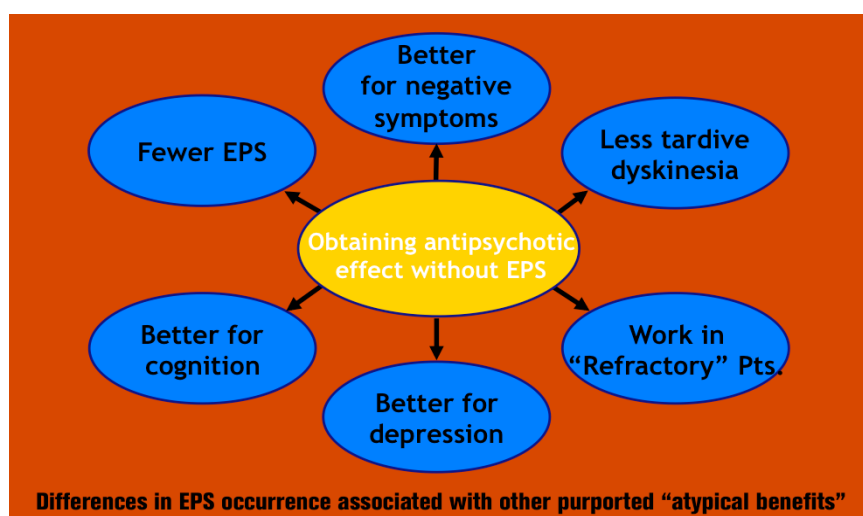 Better
for negative
symptoms
Fewer EPS
Less tardive
dyskinesia
Obtaining antipsychotic
effect without EPS
Better for
cognition
Work in
“Refractory” Pts.
Better for
depression
Differences in EPS occurrence associated with other purported “atypical benefits”